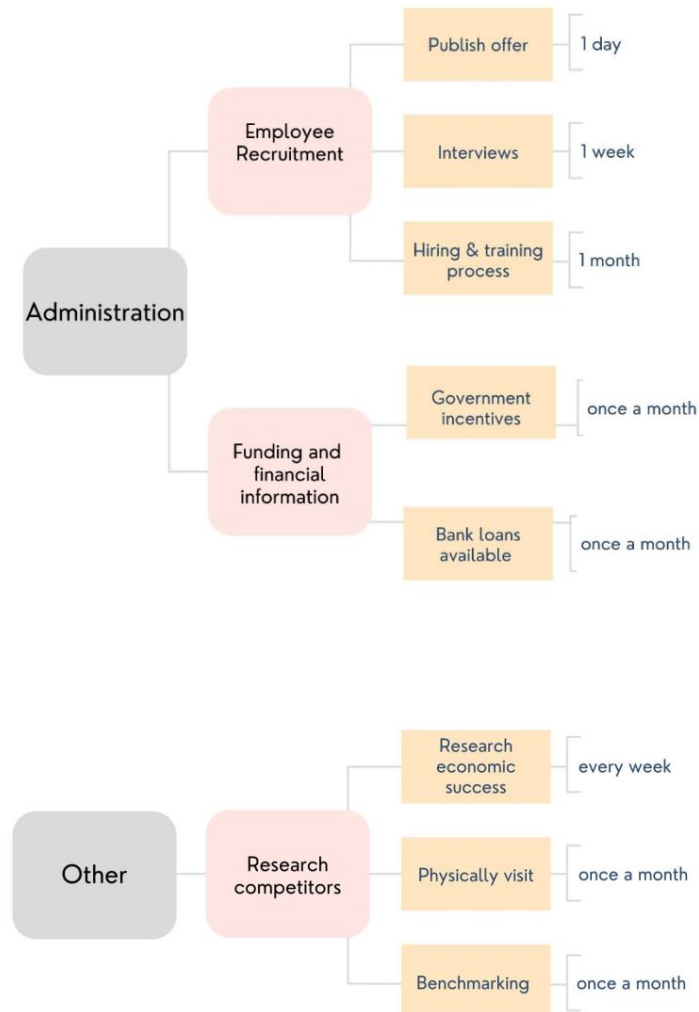 Publish offer
1 day
Employee
Recruitment
Interviews
1 week
Hiring & training
process
1 month
Administration
Government
incentives
once a month
Funding and
financial
information
Bank loans
available
once a month
Research
economic
success
every week
Other
Research
competitors
Physically visit
once a month
Benchmarking
once a month